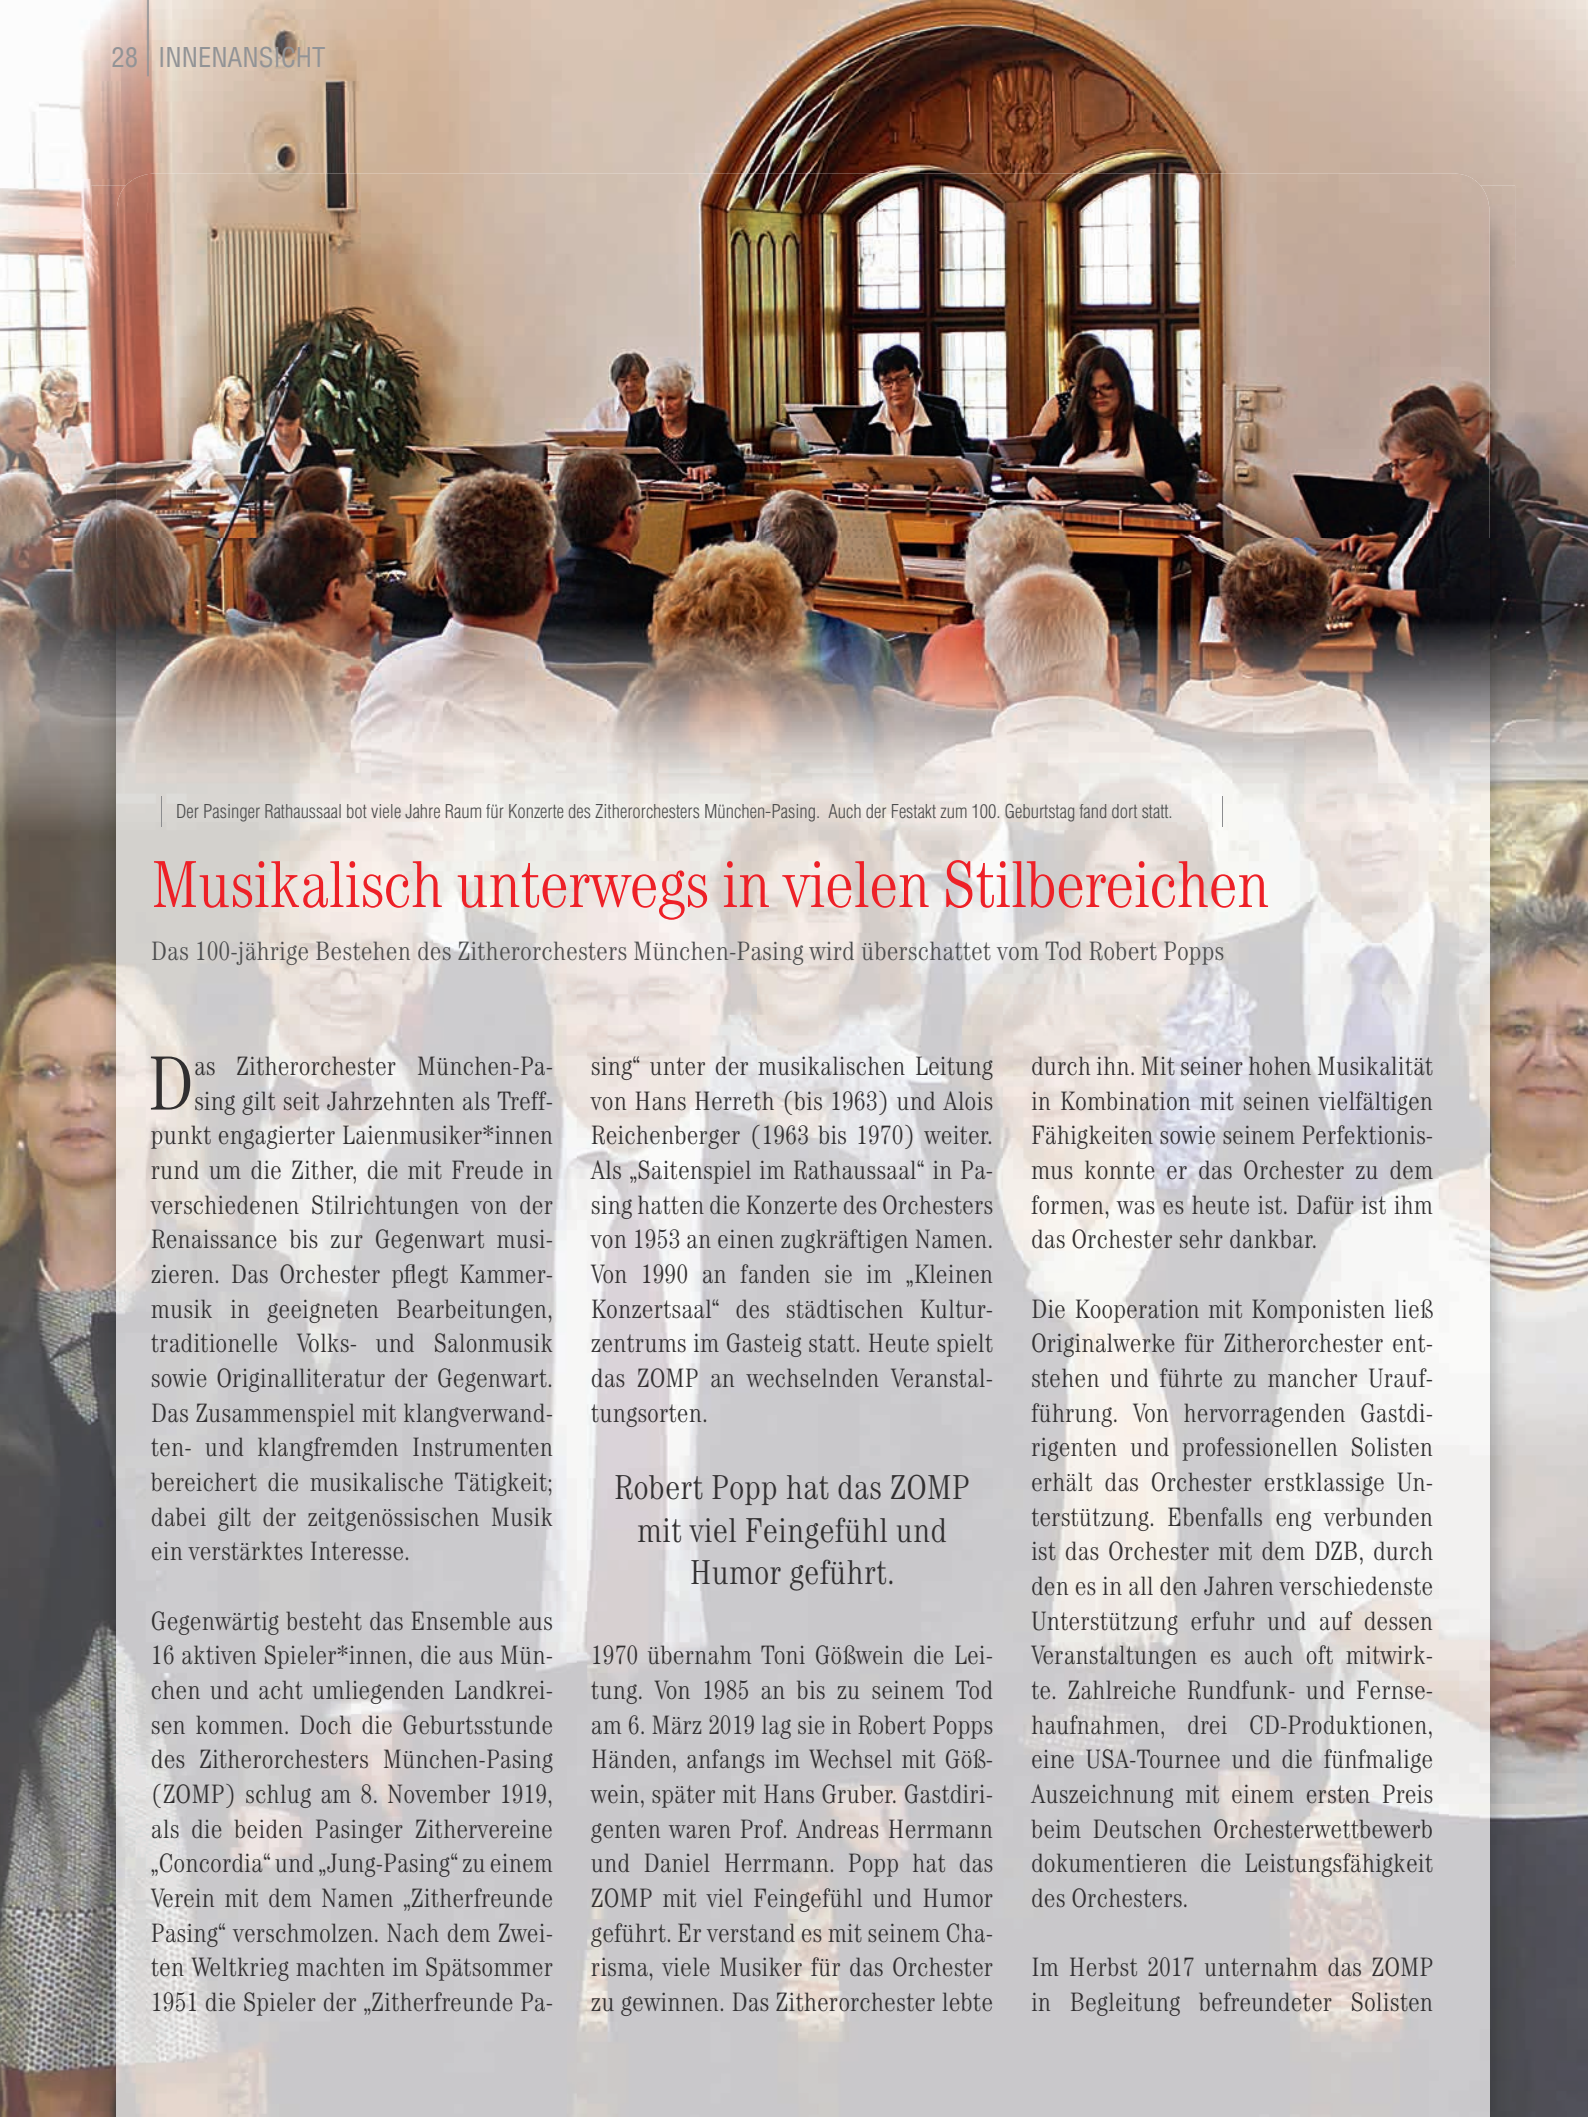 28 INNENANSICHT
Der Pasinger Rathaussaal bot viele Jahre Raum für Konzerte des Zitherorchesters München-Pasing. Auch der Festakt zum 100. Geburtstag fand dort statt.
Musikalisch unterwegs in vielen Stilbereichen
Das 100-jährige Bestehen des Zitherorchesters München-Pasing wird überschattet vom Tod Robert Popps
Das Zitherorchester München-Pa-
sing gilt seit Jahrzehnten als Treff-
punkt engagierter Laienmusiker*innen
rund um die Zither, die mit Freude in
verschiedenen Stilrichtungen von der
Renaissance bis zur Gegenwart musi-
zieren. Das Orchester pflegt Kammer-
musik in geeigneten Bearbeitungen,
traditionelle Volks- und Salonmusik
sowie Originalliteratur der Gegenwart.
Das Zusammenspiel mit klangverwand-
ten- und klangfremden Instrumenten
bereichert die musikalische Tätigkeit;
dabei gilt der zeitgenössischen Musik
ein verstärktes Interesse.
Gegenwärtig besteht das Ensemble aus
16 aktiven Spieler*innen, die aus Mün-
chen und acht umliegenden Landkrei-
sen kommen. Doch die Geburtsstunde
des Zitherorchesters München-Pasing
(ZOMP) schlug am 8. November 1919,
als die beiden Pasinger Zithervereine
„Concordia“ und „Jung-Pasing“ zu einem
Verein mit dem Namen „Zitherfreunde
Pasing“ verschmolzen. Nach dem Zwei-
ten Weltkrieg machten im Spätsommer
1951 die Spieler der „Zitherfreunde Pa-
sing“ unter der musikalischen Leitung
von Hans Herreth (bis 1963) und Alois
Reichenberger (1963 bis 1970) weiter.
Als „Saitenspiel im Rathaussaal“ in Pa-
sing hatten die Konzerte des Orchesters
von 1953 an einen zugkräftigen Namen.
Von 1990 an fanden sie im „Kleinen
Konzertsaal“ des städtischen Kultur-
zentrums im Gasteig statt. Heute spielt
das ZOMP an wechselnden Veranstal-
tungsorten.
Robert Popp hat das ZOMP
mit viel Feingefühl und
Humor geführt.
1970 übernahm Toni Gößwein die Lei-
tung. Von 1985 an bis zu seinem Tod
am 6. März 2019 lag sie in Robert Popps
Händen, anfangs im Wechsel mit Göß-
wein, später mit Hans Gruber. Gastdiri-
genten waren Prof. Andreas Herrmann
und Daniel Herrmann. Popp hat das
ZOMP mit viel Feingefühl und Humor
geführt. Er verstand es mit seinem Cha-
risma, viele Musiker für das Orchester
zu gewinnen. Das Zitherorchester lebte
durch ihn. Mit seiner hohen Musikalität
in Kombination mit seinen vielfältigen
Fähigkeiten sowie seinem Perfektionis-
mus konnte er das Orchester zu dem
formen, was es heute ist. Dafür ist ihm
das Orchester sehr dankbar.
Die Kooperation mit Komponisten ließ
Originalwerke für Zitherorchester ent-
stehen und führte zu mancher Urauf-
führung. Von hervorragenden Gastdi-
rigenten und professionellen Solisten
erhält das Orchester erstklassige Un-
terstützung. Ebenfalls eng verbunden
ist das Orchester mit dem DZB, durch
den es in all den Jahren verschiedenste
Unterstützung erfuhr und auf dessen
Veranstaltungen es auch oft mitwirk-
te. Zahlreiche Rundfunk- und Fernse-
haufnahmen, drei CD-Produktionen,
eine USA-Tournee und die fünfmalige
Auszeichnung mit einem ersten Preis
beim Deutschen Orchesterwettbewerb
dokumentieren die Leistungsfähigkeit
des Orchesters.
Im Herbst 2017 unternahm das ZOMP
in Begleitung befreundeter Solisten